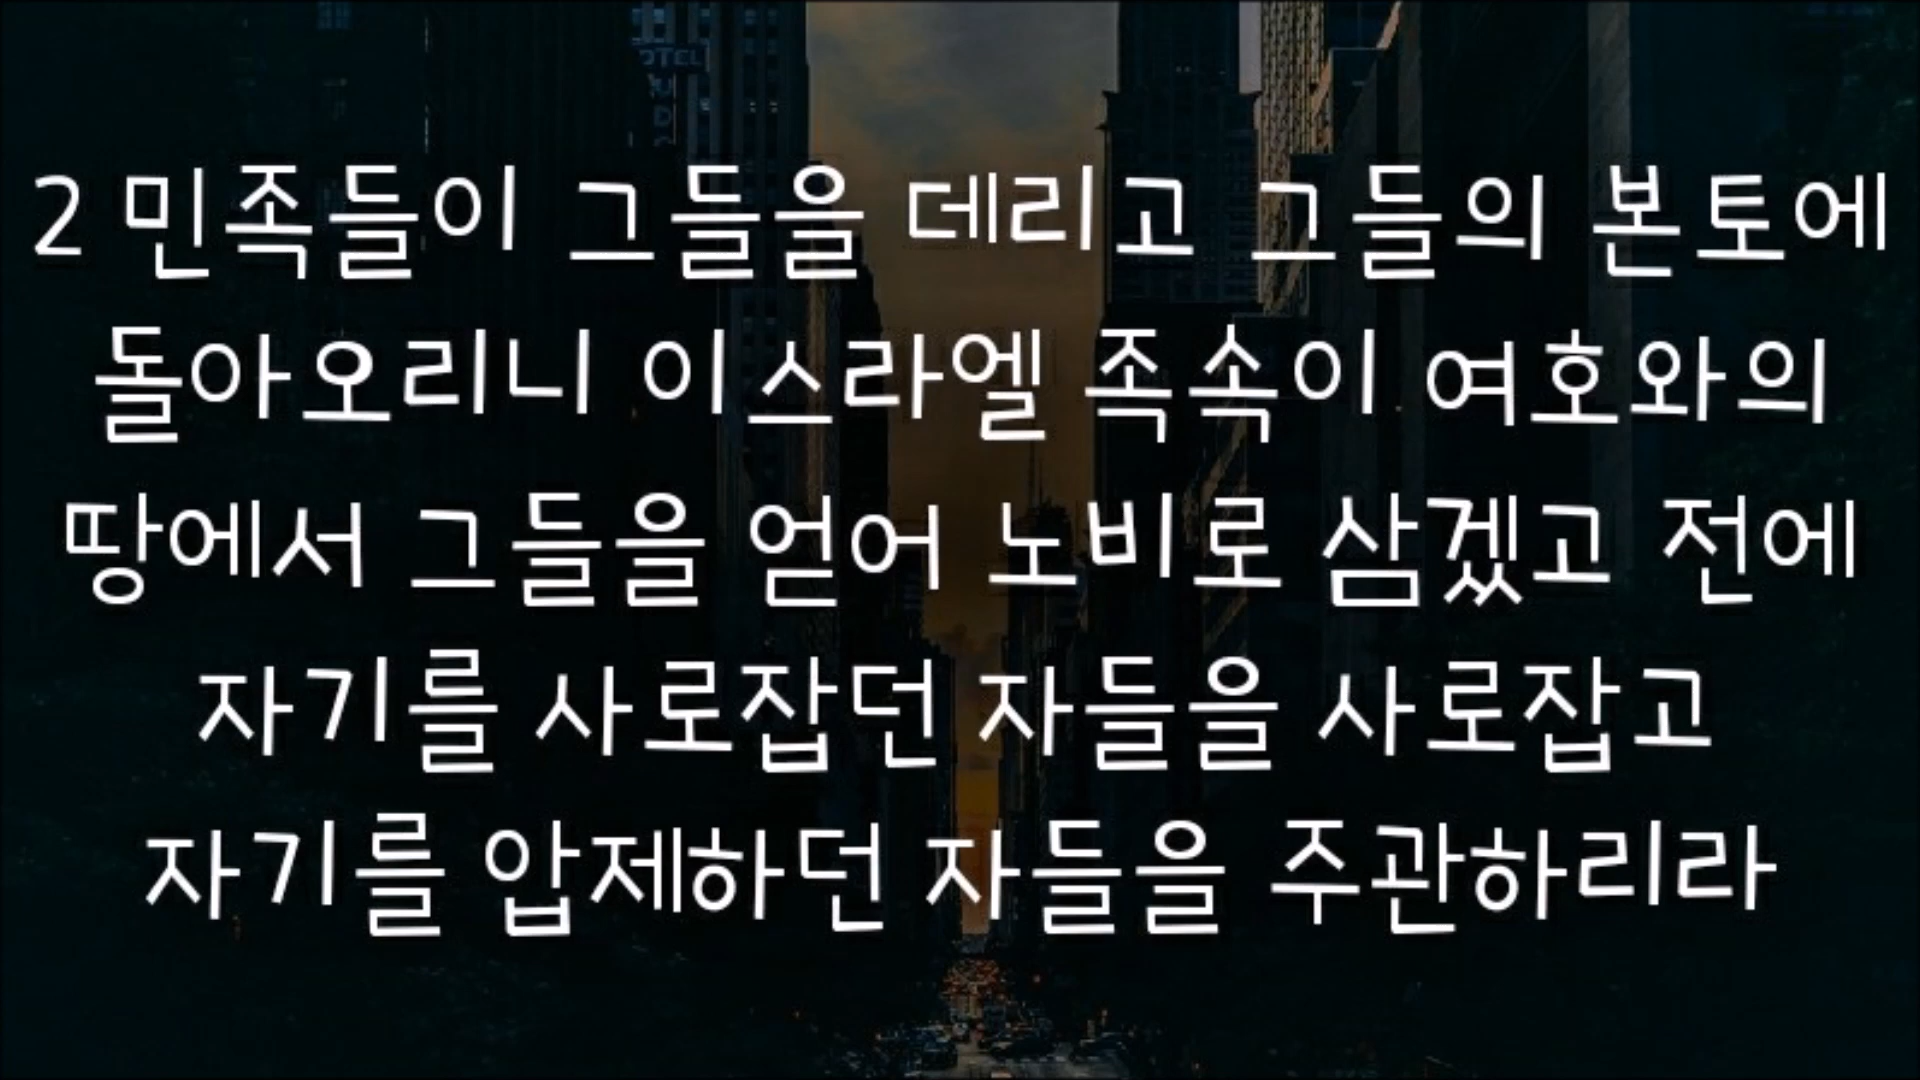 OTEL
2 민족들이 그들을 데리고 그들의 본토에
돌아오리니 이스라엘 족속이 여호와의
땅에서 그들을 얻어 노비로 삼겠고 전에
자기를 사로잡던 자들을 사로잡고
자기를 압제하던 자들을 주관하리라